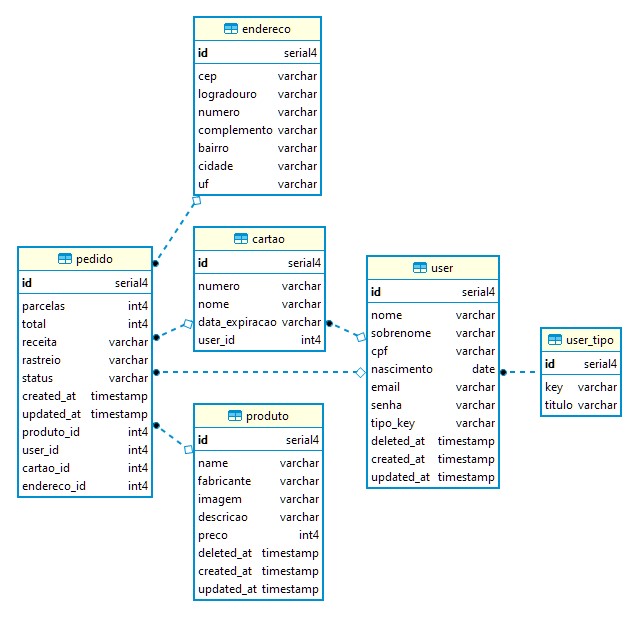 endereco
id serial4
cep varchar
logradouro varchar
numero varchar
complemento varchar
bairro varchar
cidade varchar
uf varchar
pedido
id serial4
parcelas int4
total int4
receita varchar
rastreio varchar
status varchar
created_at timestamp
updated_at timestamp
produto_id int4
user_id int4
cartao_id int4
endereco_id int4
cartao
id serial4
numero varchar
nome varchar
data_expiracao varchar
user_id int4
produto
id serial4
name varchar
fabricante varchar
imagem varchar
descricao varchar
preco int4
deleted_at timestamp
created_at timestamp
updated_at timestamp
user
id serial4
nome varchar
sobrenome varchar
cpf varchar
nascimento date
email varchar
senha varchar
tipo_key varchar
deleted_at timestamp
created_at timestamp
updated_at timestamp
user_tipo
id serial4
key varchar
titulo varchar